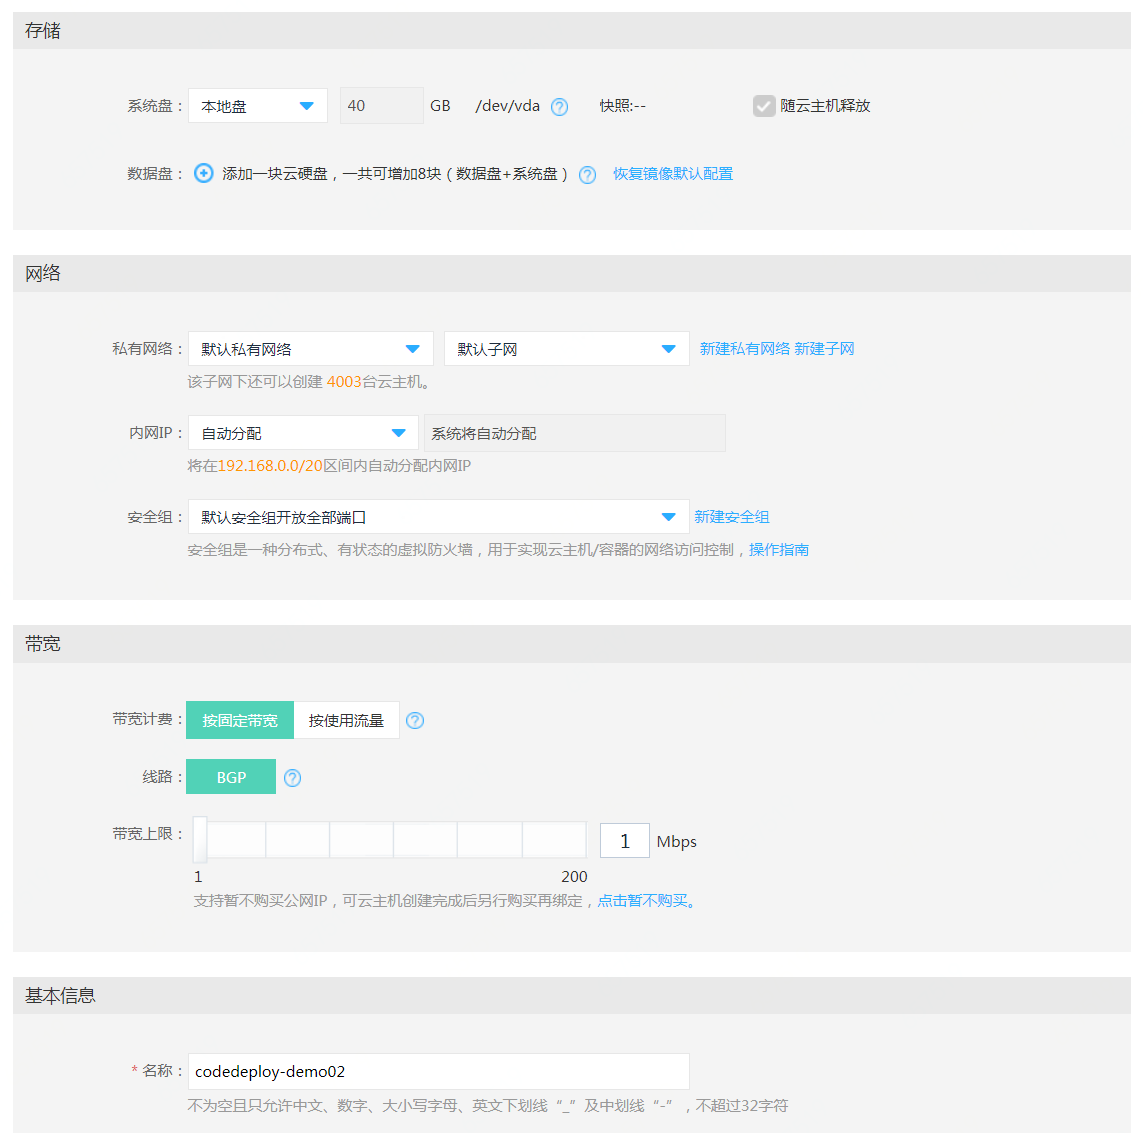 存储
系统盘： 本地盘 40 GB /dev/vda ? 快照:-- 随云主机释放
数据盘： 添加一块云硬盘，一共可增加8块（数据盘+系统盘） ? 恢复镜像默认配置
网络
私有网络： 默认私有网络 默认子网 新建私有网络 新建子网
该子网下还可以创建 4003台云主机。
内网IP： 自动分配 系统将自动分配
将在192.168.0.0/20区间内自动分配内网IP
安全组： 默认安全组开放全部端口 新建安全组
安全组是一种分布式、有状态的虚拟防火墙，用于实现云主机/容器的网络访问控制，操作指南
带宽
带宽计费： 按固定带宽 按使用流量 ?
线路： BGP ?
带宽上限： 1 Mbps
1 200
支持暂不购买公网IP，可云主机创建完成后另行购买再绑定，点击暂不购买。
基本信息
* 名称： codedeploy-demo02
不为空且只允许中文、数字、大小写字母、英文下划线“_”及中划线“-”，不超过32字符